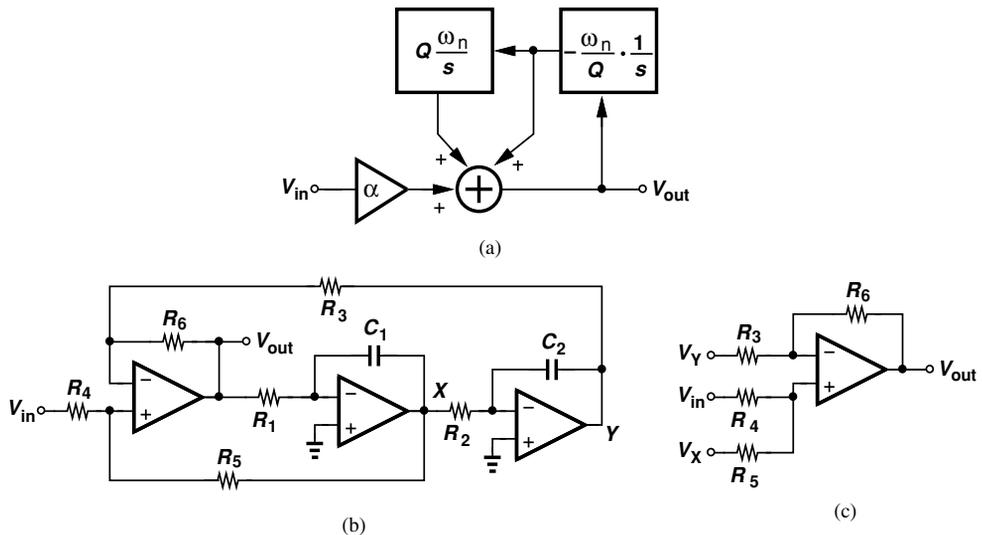 Q ωn/s
− ωn/Q · 1/s
+
+
Vin
α
+
+
Vout
(a)
R3
R6
Vout
C1
C2
Vin
R4
−
+
R1
−
+
X
R2
−
+
Y
R5
(b)
R6
VY
R3
−
Vin
R4
+
Vout
VX
R5
(c)